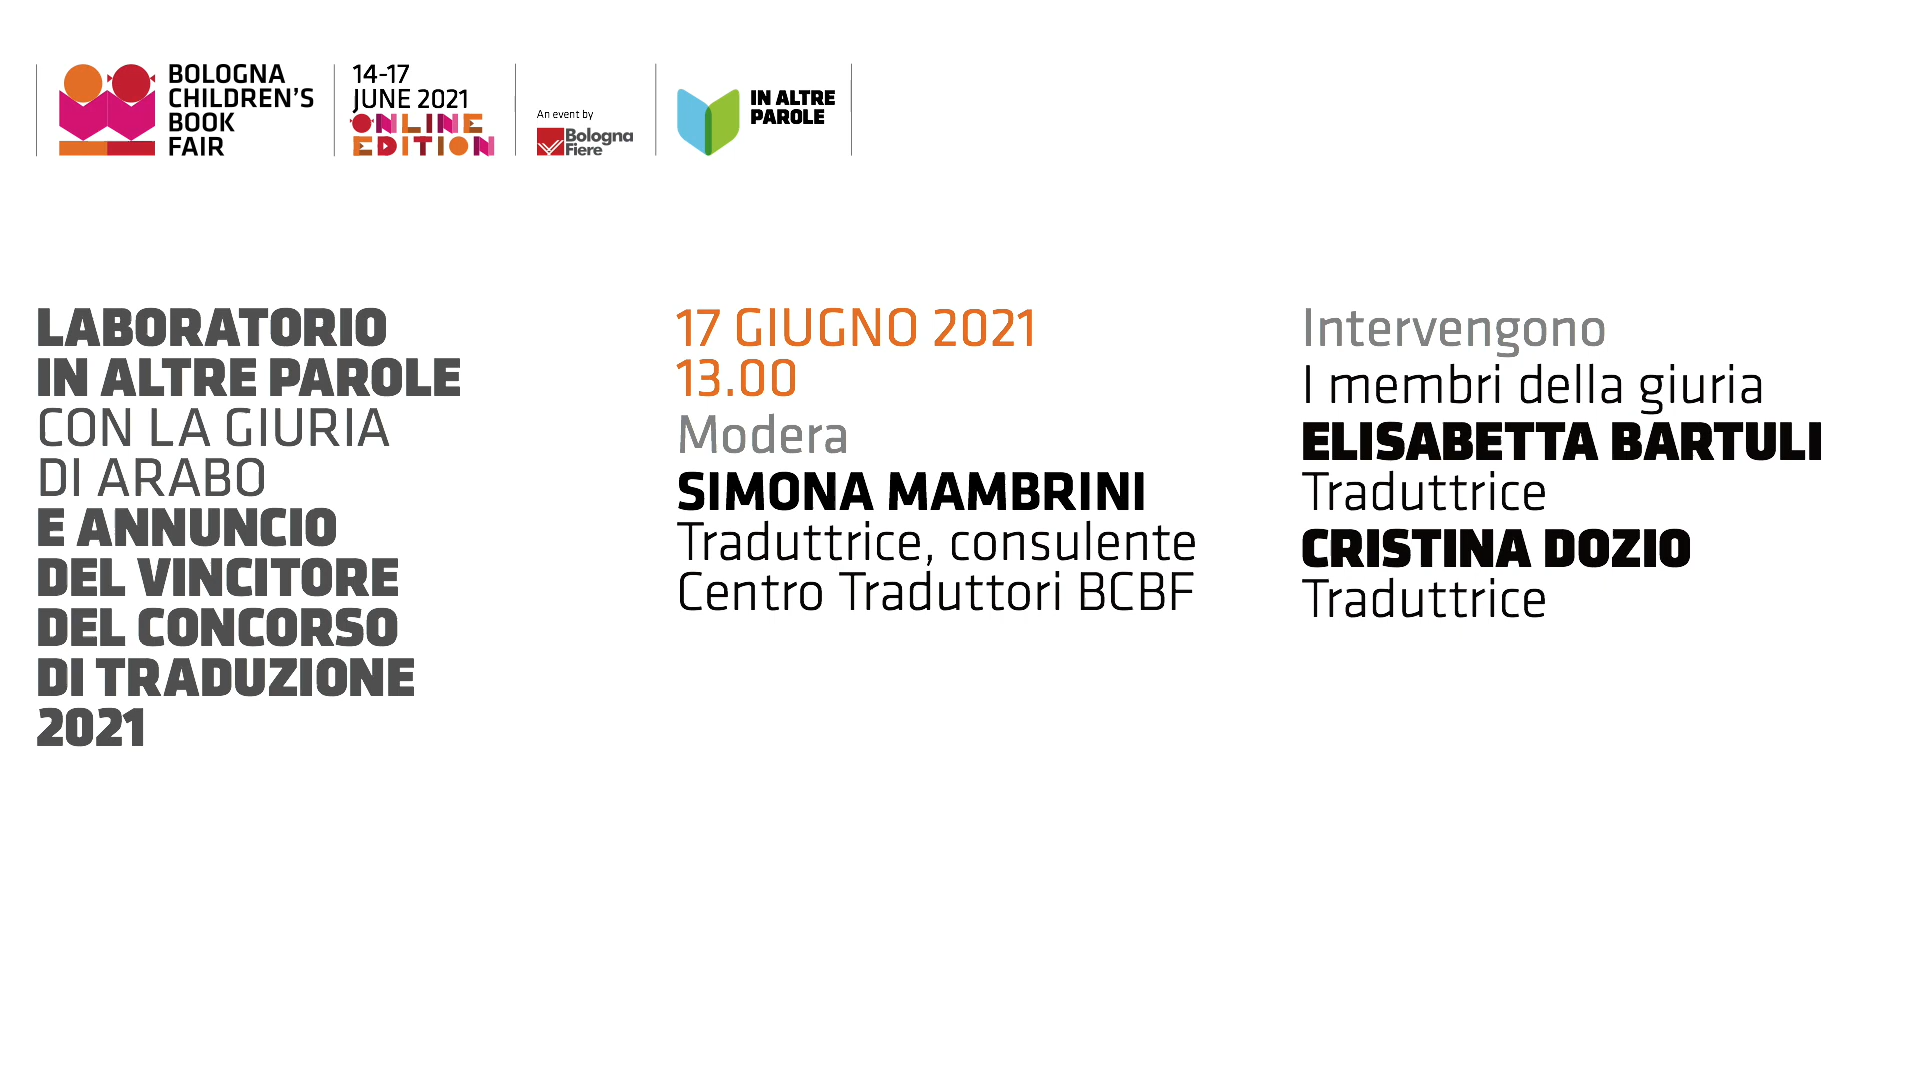 BOLOGNA
CHILDREN'S
BOOK
FAIR
14-17
JUNE 2021
ONLINE
EDITION
An event by
Bologna
Fiere
IN ALTRE
PAROLE
LABORATORIO
IN ALTRE PAROLE
CON LA GIURIA
DI ARABO
E ANNUNCIO
DEL VINCITORE
DEL CONCORSO
DI TRADUZIONE
2021
17 GIUGNO 2021
13.00
Modera
SIMONA MAMBRINI
Traduttrice, consulente
Centro Traduttori BCBF
Intervengono
I membri della giuria
ELISABETTA BARTULI
Traduttrice
CRISTINA DOZIO
Traduttrice